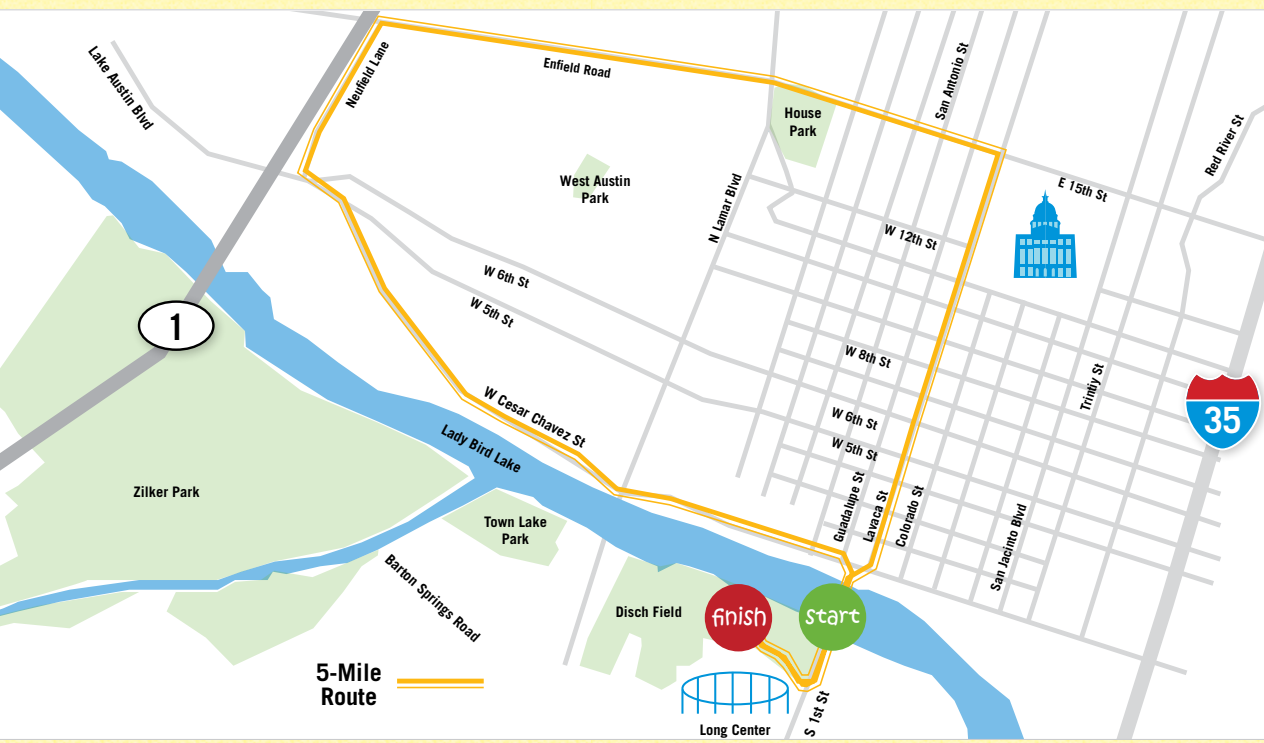 Lake Austin Blvd
Neufield Lane
Enfield Road
San Antonio St
House
Park
Red River St
E 15th St
West Austin
Park
N Lamar Blvd
W 12th St
W 6th St
W 5th St
1
W 8th St
Trintiy St
35
W Cesar Chavez St
W 6th St
W 5th St
Lady Bird Lake
Zilker Park
Guadalupe St
Lavaca St
Colorado St
San Jacinto Blvd
Town Lake
Park
Barton Springs Road
Disch Field
finish
start
5-Mile
Route
S 1st St
Long Center